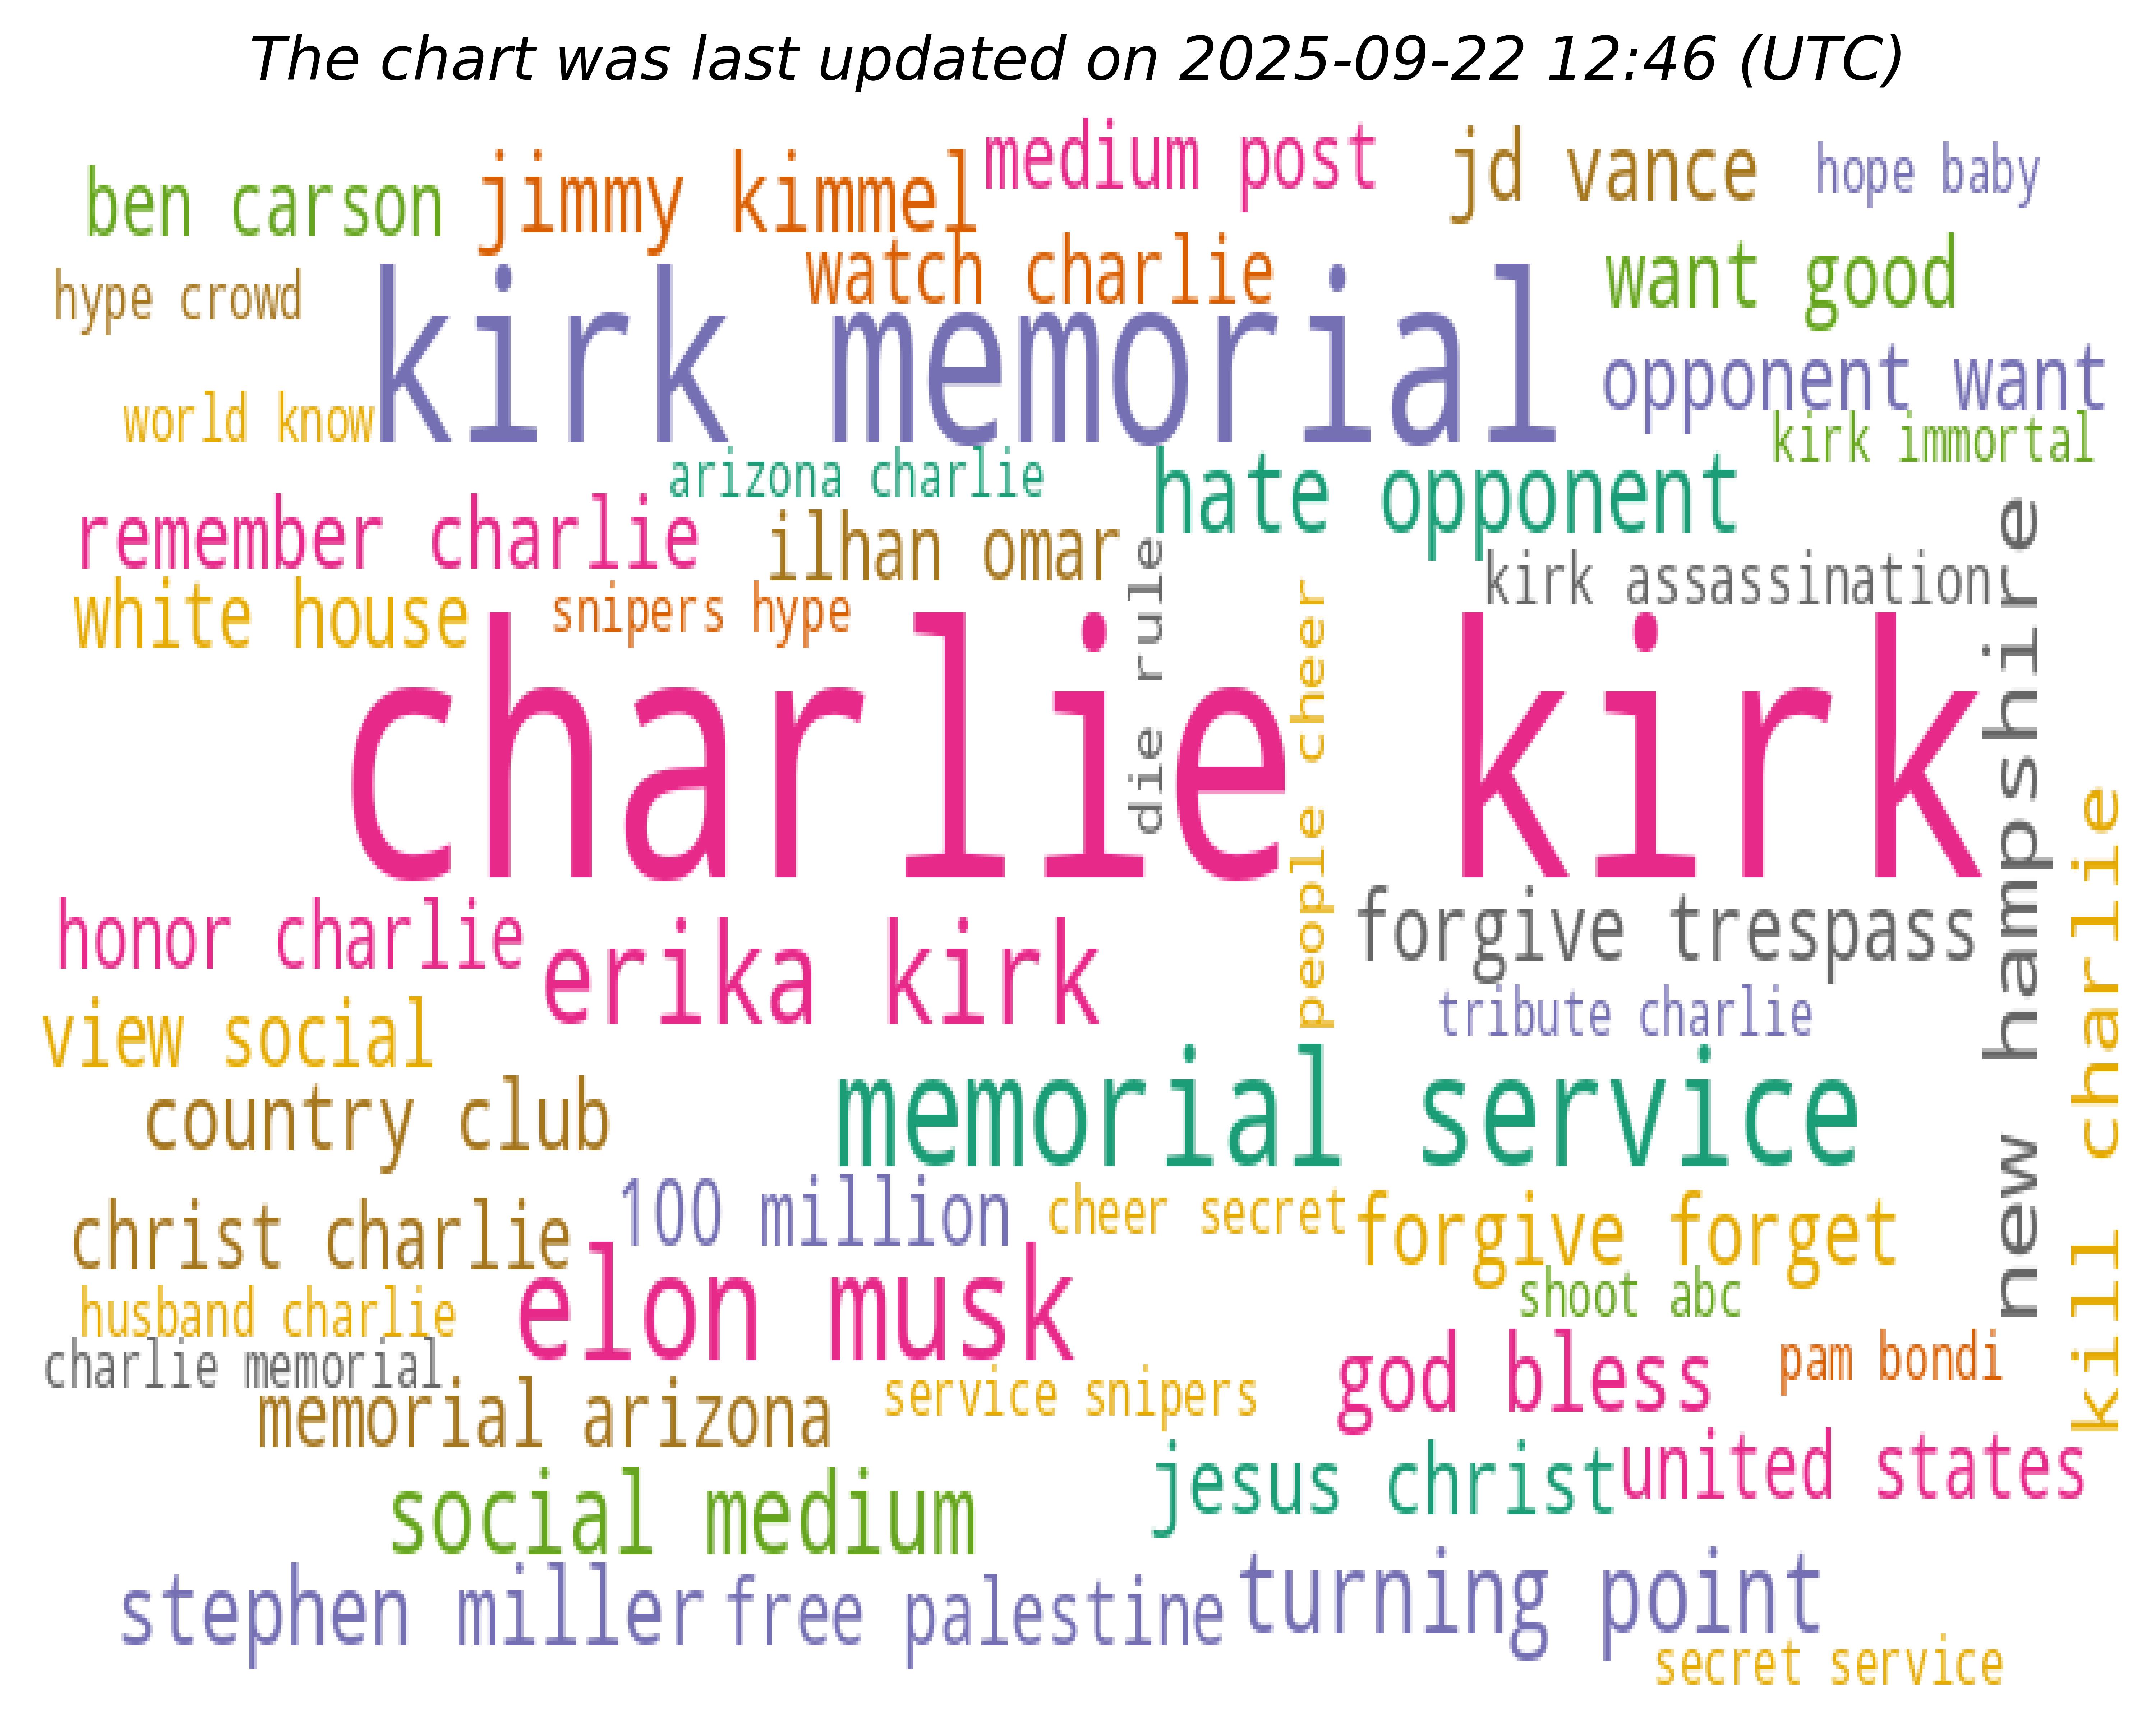 The chart was last updated on 2025-09-22 12:46 (UTC)
medium post
jd vance
hope baby
ben carson
jimmy kimmel
watch charlie
want good
hype crowd
kirk memorial
opponent want
world know
kirk immortal
arizona charlie
hate opponent
remember charlie
ilhan omar
kirk assassination
white house
snipers hype
die rule
people cheer
new hampshire
charlie kirk
kill charlie
honor charlie
erika kirk
forgive trespass
view social
tribute charlie
country club
memorial service
christ charlie
100 million
cheer secret
forgive forget
husband charlie
elon musk
shoot abc
charlie memorial
god bless
pam bondi
memorial arizona
service snipers
jesus christ
united states
social medium
stephen miller
free palestine
turning point
secret service